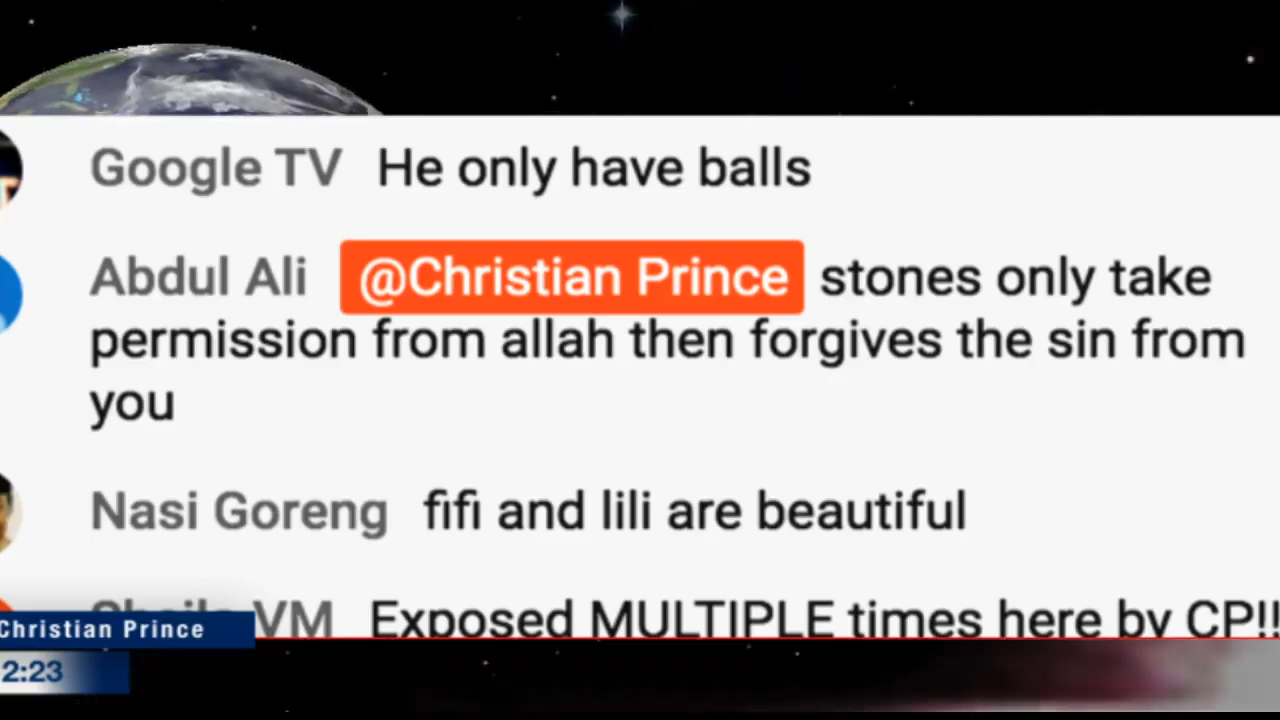 Google TV He only have balls
Abdul Ali @Christian Prince stones only take
permission from allah then forgives the sin from
you
Nasi Goreng fifi and lili are beautiful
VM Exposed MULTIPLE times here by CP!!
Christian Prince
2:23